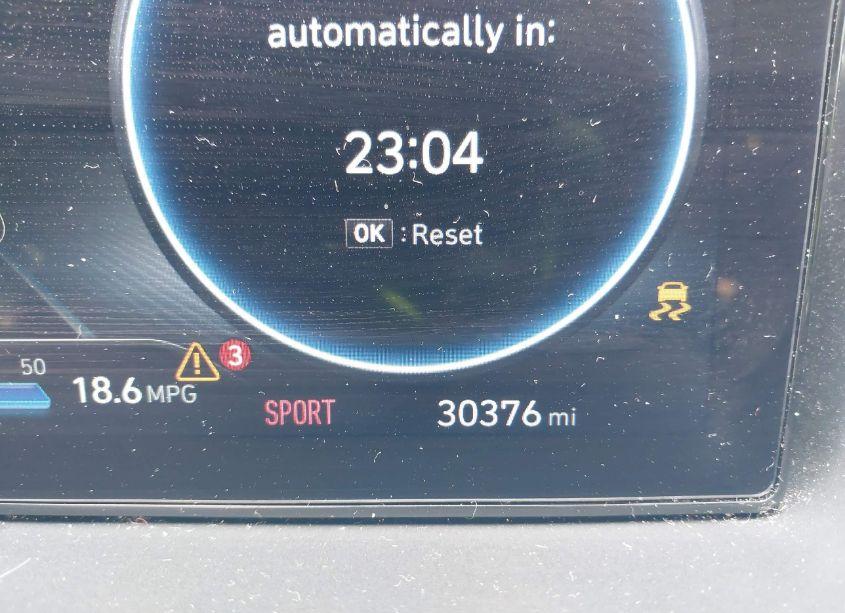 automatically in:
23:04
OK : Reset
50
3
18.6 MPG
SPORT
30376 mi